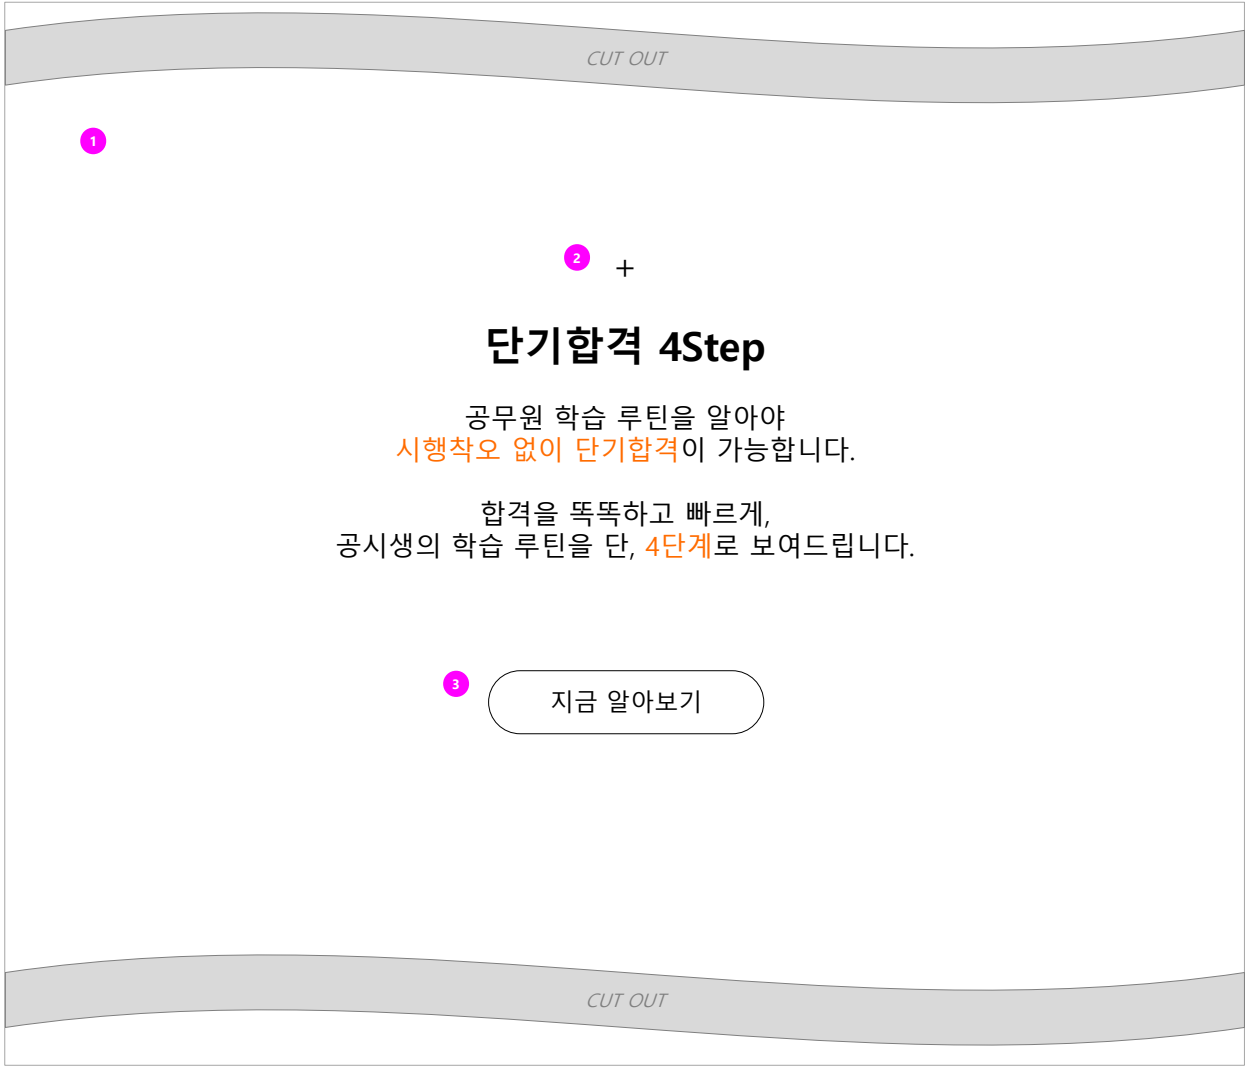 CUT OUT
1
2
+
단기합격 4Step
공무원 학습 루틴을 알아야
시행착오 없이 단기합격이 가능합니다.
합격을 똑똑하고 빠르게,
공시생의 학습 루틴을 단, 4단계로 보여드립니다.
3
지금 알아보기
CUT OUT